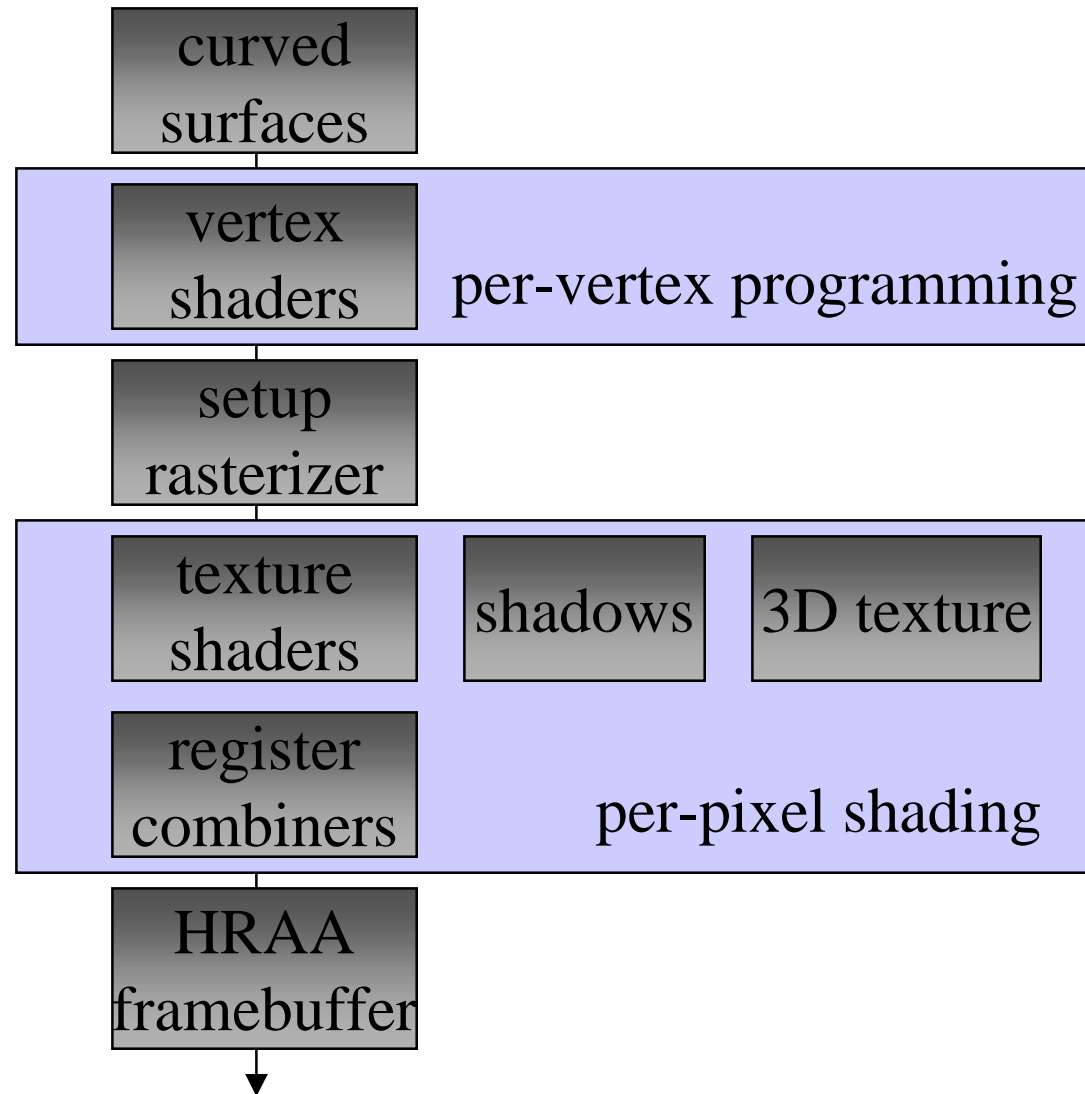 curved
surfaces
vertex
shaders
per-vertex programming
setup
rasterizer
texture
shaders
shadows
3D texture
register
combiners
per-pixel shading
HRAA
framebuffer